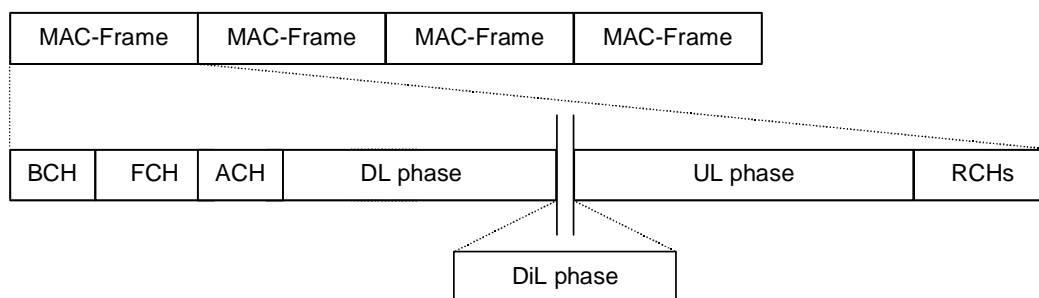 MAC-Frame MAC-Frame MAC-Frame MAC-Frame
BCH FCH ACH DL phase UL phase RCHs
DiL phase